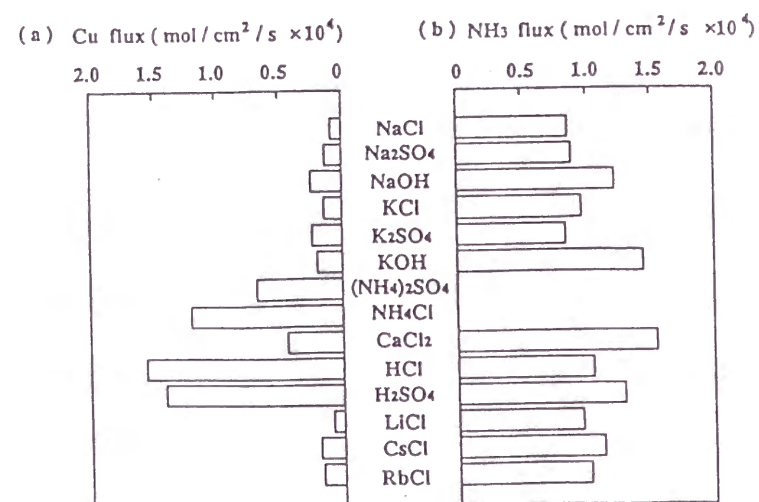 (a) Cu flux (mol/cm²/s ×10⁴)
(b) NH3 flux (mol/cm²/s ×10⁴)
2.0 1.5 1.0 0.5 0
0 0.5 1.0 1.5 2.0
NaCl
Na2SO4
NaOH
KCl
K2SO4
KOH
(NH4)2SO4
NH4Cl
CaCl2
HCl
H2SO4
LiCl
CsCl
RbCl